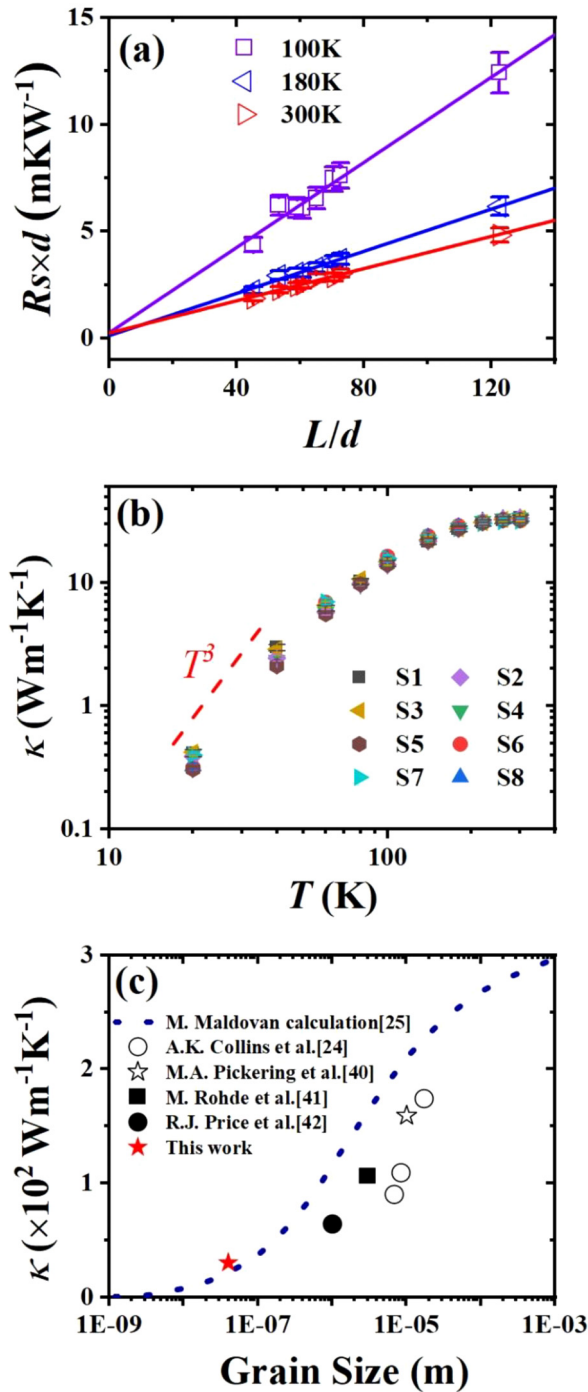 (a)
100K
180K
300K
Rs×d (mKW⁻¹)
15
10
5
0
0 40 80 120
L/d
(b)
κ (Wm⁻¹K⁻¹)
10
1
0.1
T³
S1 S2
S3 S4
S5 S6
S7 S8
10 100
T (K)
(c)
κ (×10² Wm⁻¹K⁻¹)
3
2
1
0
M. Maldovan calculation[25]
A.K. Collins et al.[24]
M.A. Pickering et al.[40]
M. Rohde et al.[41]
R.J. Price et al.[42]
This work
1E-09 1E-07 1E-05 1E-03
Grain Size (m)